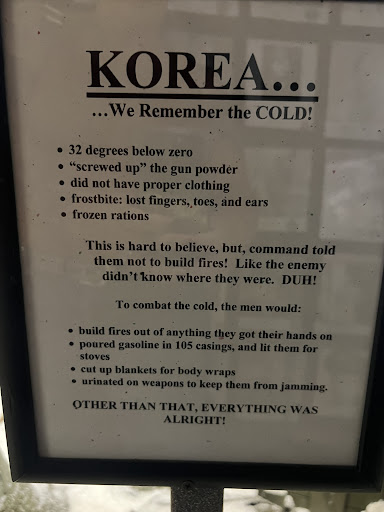 KOREA...
...We Remember the COLD!
• 32 degrees below zero
• "screwed up" the gun powder
• did not have proper clothing
• frostbite: lost fingers, toes, and ears
• frozen rations
This is hard to believe, but, command told
them not to build fires! Like the enemy
didn't know where they were. DUH!
To combat the cold, the men would:
• build fires out of anything they got their hands on
• poured gasoline in 105 casings, and lit them for
stoves
• cut up blankets for body wraps
• urinated on weapons to keep them from jamming.
OTHER THAN THAT, EVERYTHING WAS
ALRIGHT!